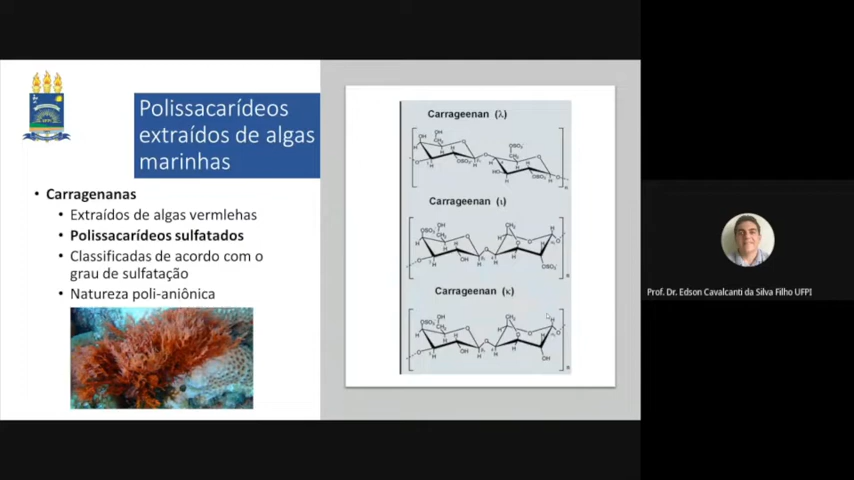 Polissacarídeos
extraídos de algas
marinhas
• Carragenanas
• Extraídos de algas vermlehas
• Polissacarídeos sulfatados
• Classificadas de acordo com o
grau de sulfatação
• Natureza poli-aniônica
Carrageenan (λ)
Carrageenan (ι)
Carrageenan (κ)
Prof. Dr. Edson Cavalcanti da Silva Filho UFPI